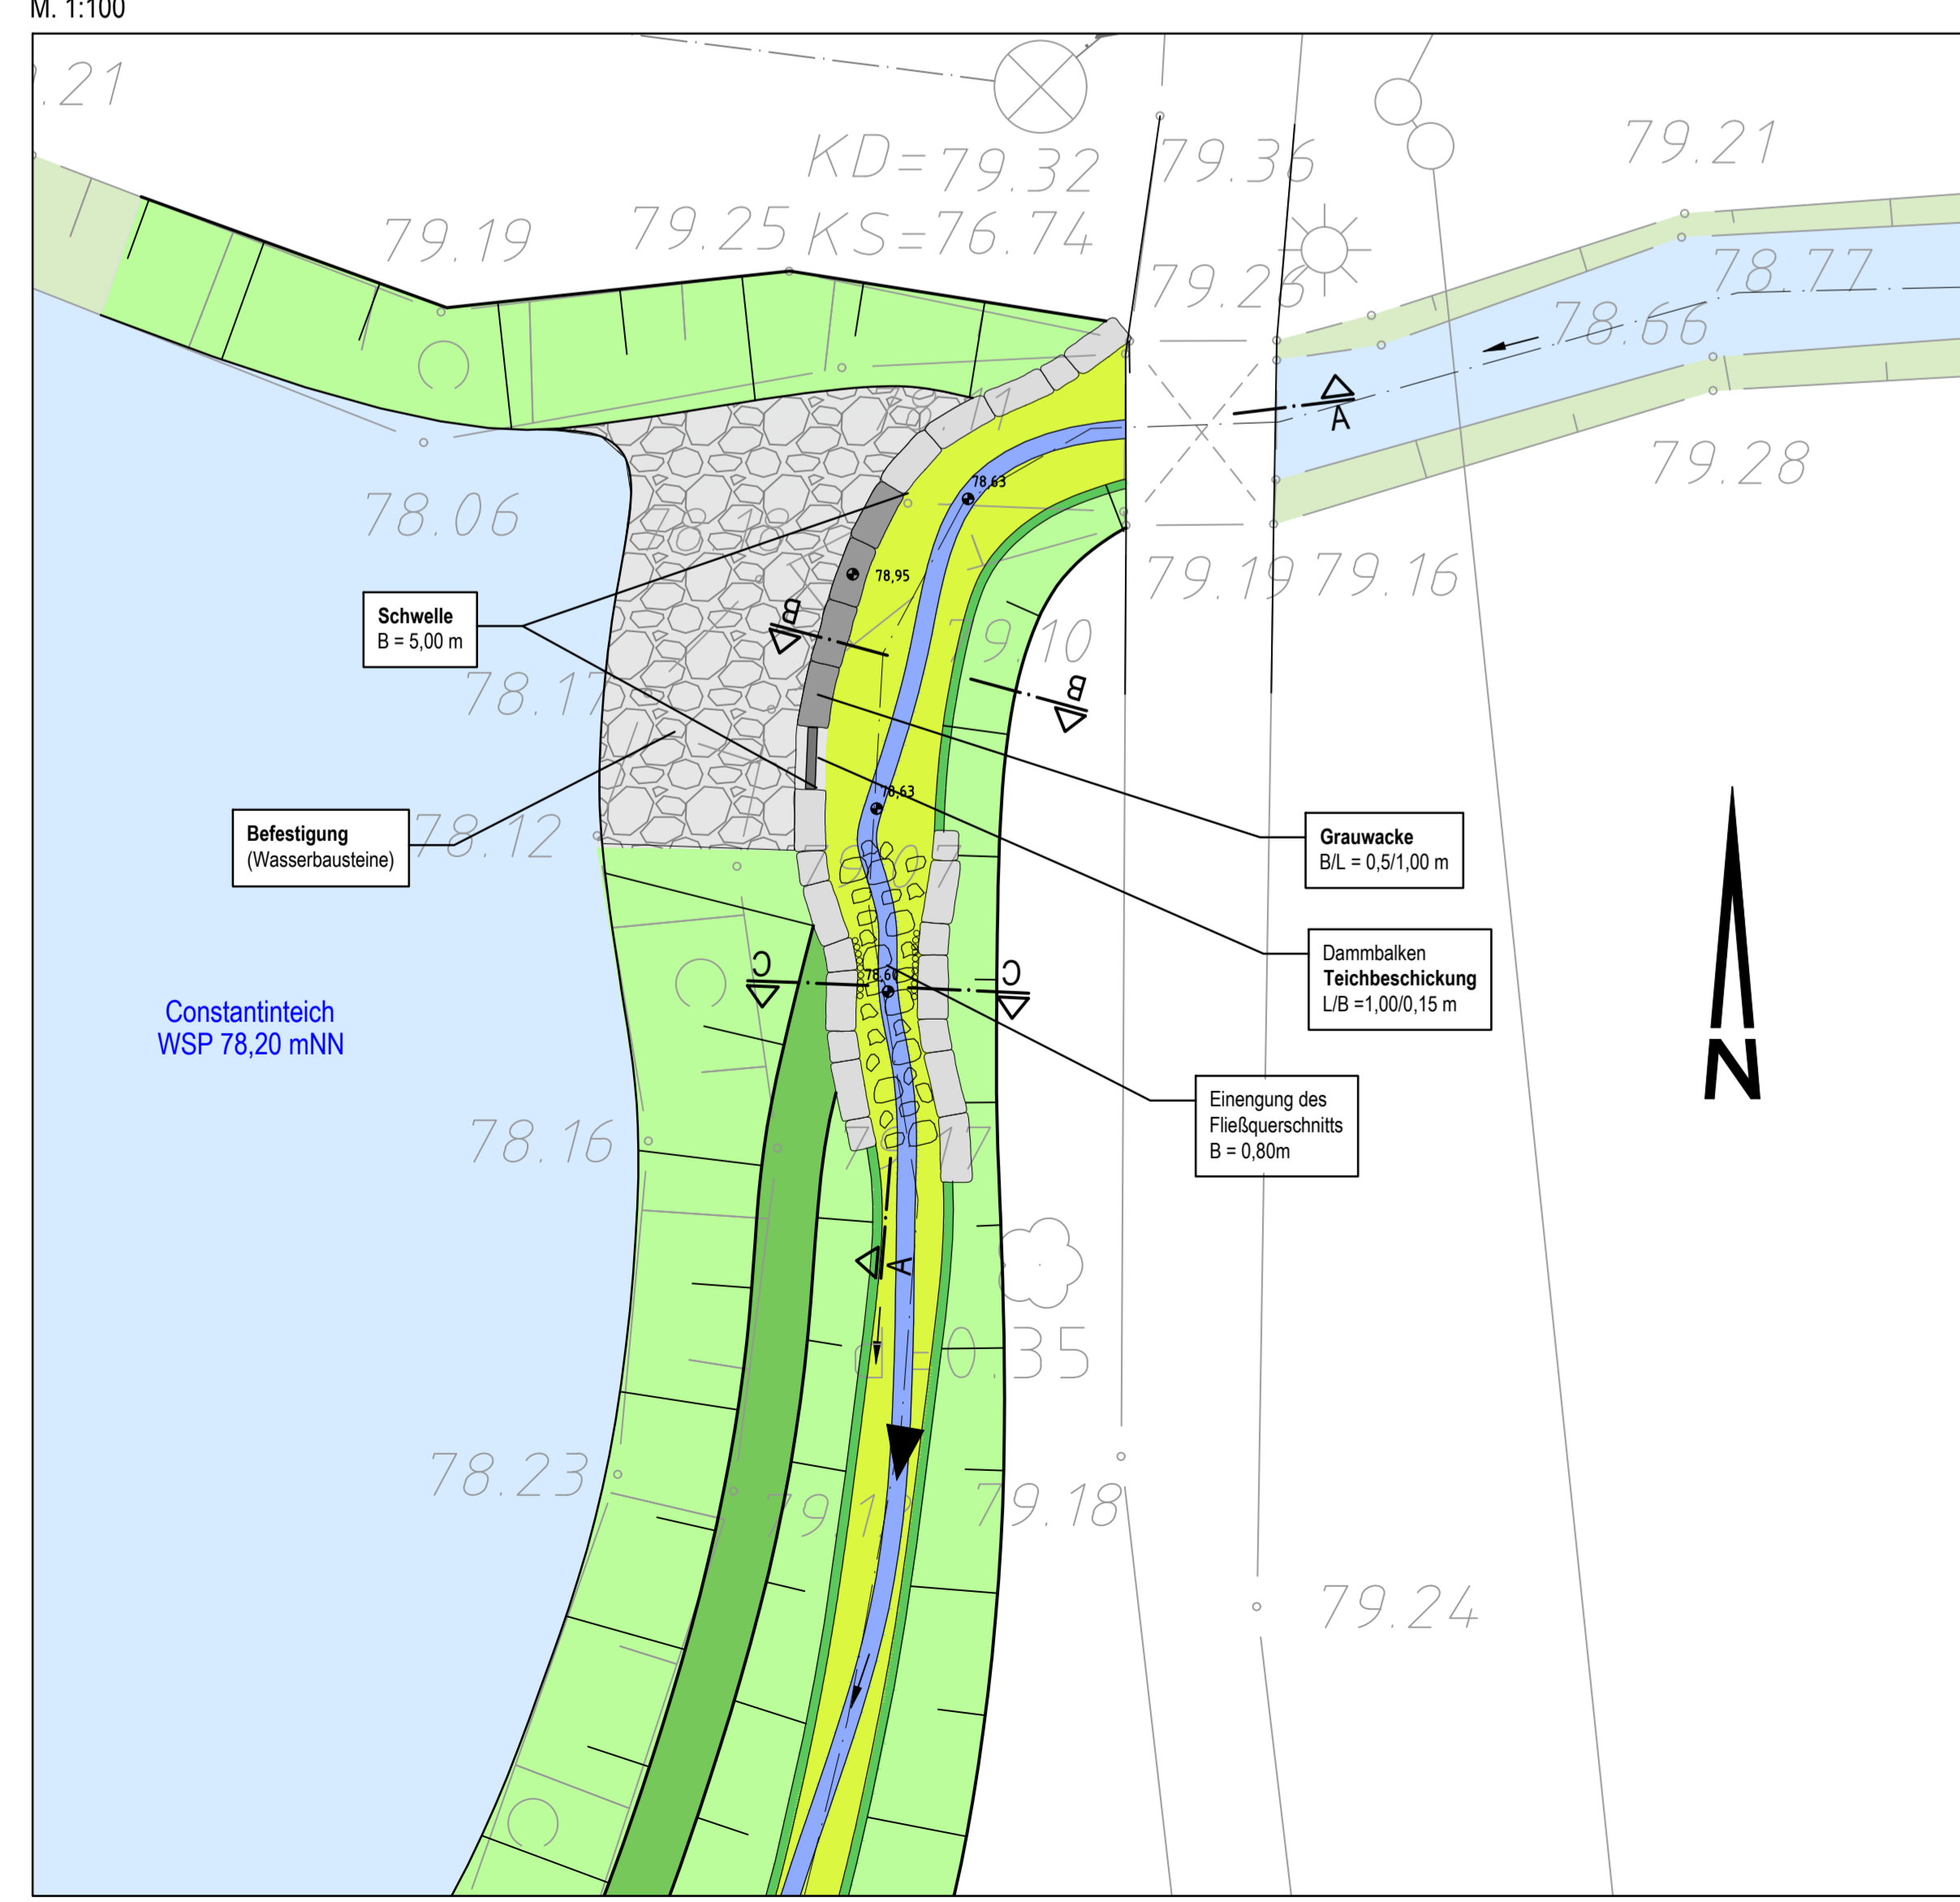 M. 1:100
.21
KD=79.32
KS=76.74
79.36
79.21
79.19
79.25
79.26
78.77
78.66
A
79.28
78.06
78,63
78,95
79.19
79.16
Schwelle
B = 5,00 m
B
79.10
B
78.17
78,63
Befestigung
(Wasserbausteine)
78.12
79.07
Grauwacke
B/L = 0,5/1,00 m
Dammbalken
Teichbeschickung
L/B =1,00/0,15 m
C
C
78,60
Constantinteich
WSP 78,20 mNN
N
Einengung des
Fließquerschnitts
B = 0,80m
78.16
A
78.23
79.18
79.24